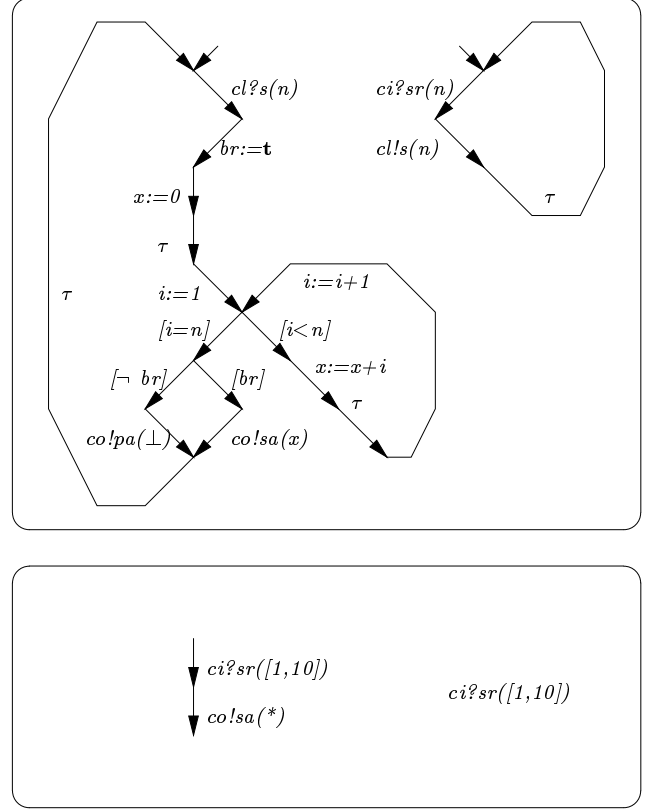 cl?s(n)
ci?sr(n)
br:=t
cl!s(n)
x:=0
τ
τ
i:=1
i:=i+1
τ
[i=n]
[i<n]
x:=x+i
[¬ br]
[br]
τ
co!pa(⊥)
co!sa(x)
ci?sr([1,10])
ci?sr([1,10])
co!sa(*)